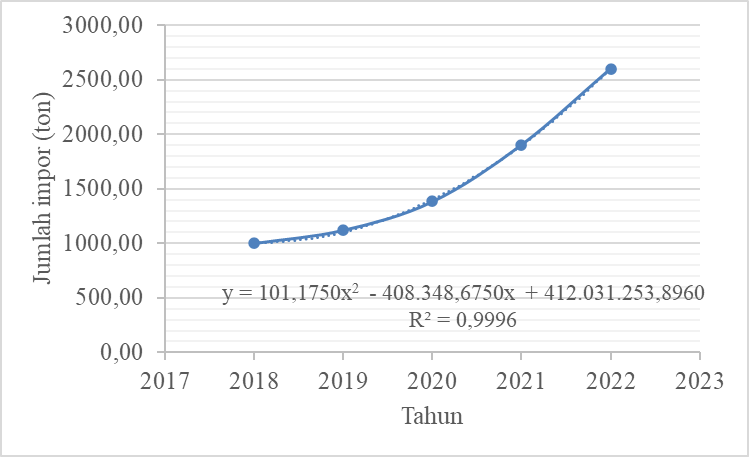 3000,00
2500,00
2000,00
1500,00
1000,00
500,00
0,00
Jumlah impor (ton)
y = 101,1750x² - 408.348,6750x + 412.031.253,8960
R² = 0,9996
2017 2018 2019 2020 2021 2022 2023
Tahun